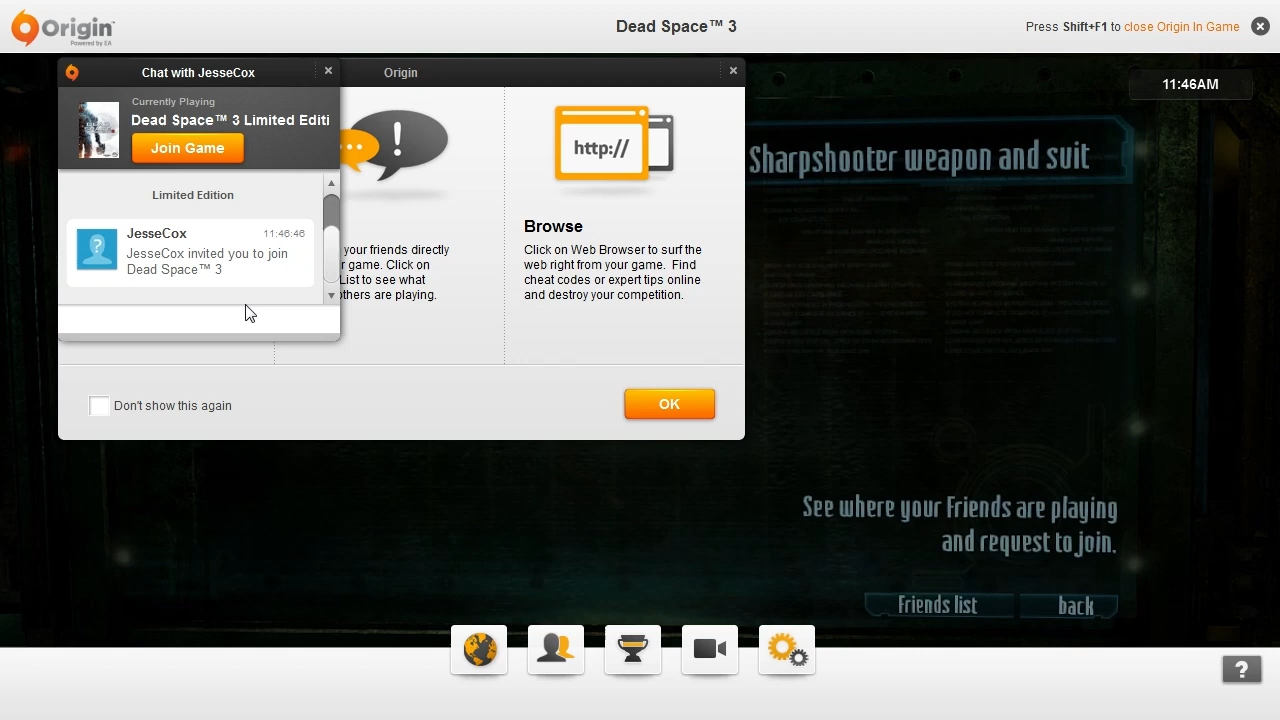 Origin™
Powered by EA
Dead Space™ 3
Press Shift+F1 to close Origin In Game
11:46AM
Chat with JesseCox
Origin
Currently Playing
Dead Space™ 3 Limited Editi
Join Game
Limited Edition
JesseCox
11:46:46
JesseCox invited you to join
Dead Space™ 3
!
your friends directly
game. Click on
List to see what
others are playing.
http://
Browse
Click on Web Browser to surf the
web right from your game. Find
cheat codes or expert tips online
and destroy your competition.
Don't show this again
OK
Sharpshooter weapon and suit
See where your Friends are playing
and request to join.
Friends list
back
?